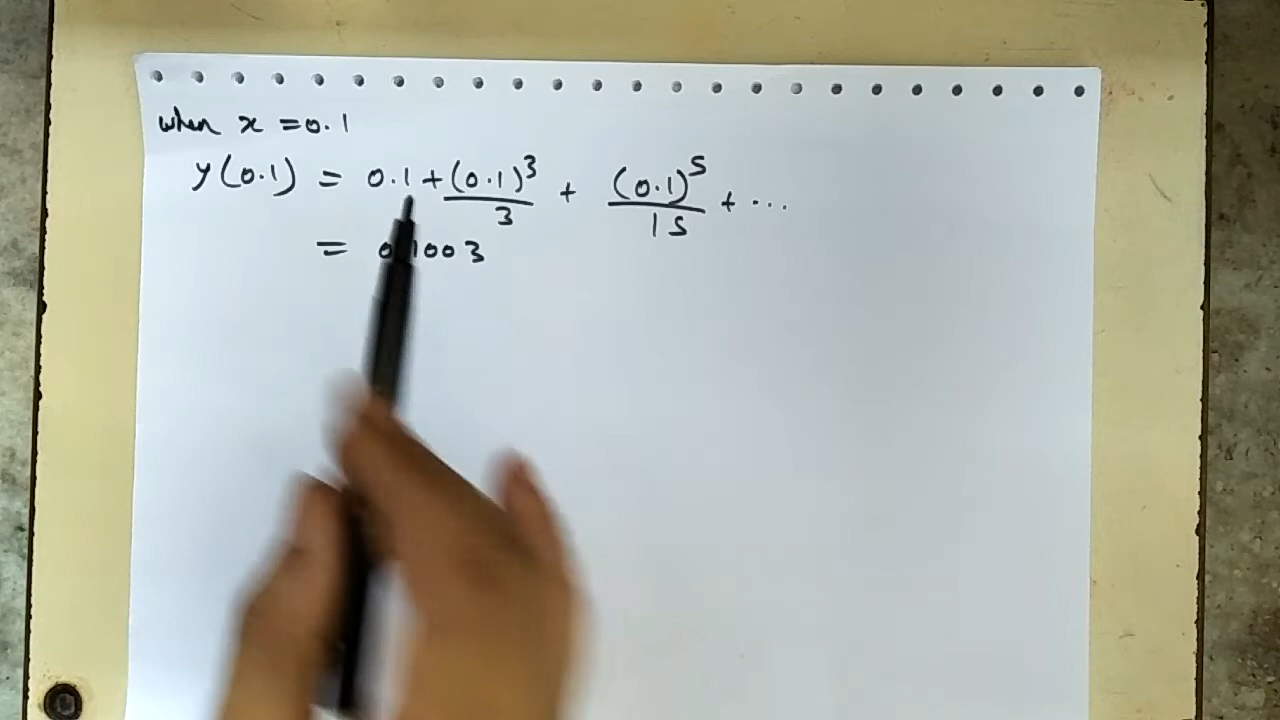 when x = 0.1
y(0.1) = 0.1 + (0.1)^3/3 + (0.1)^5/15 + ...
= 0.1003